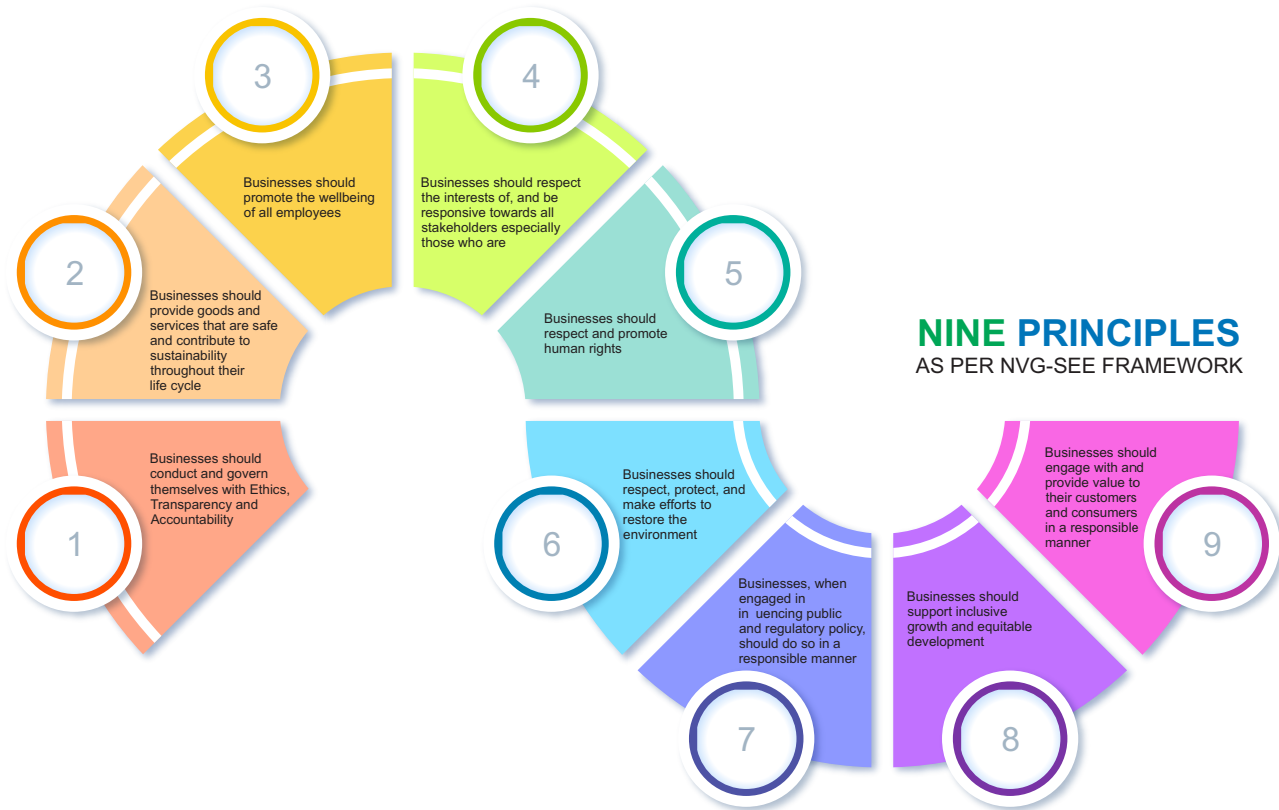 NINE PRINCIPLES
AS PER NVG-SEE FRAMEWORK
1
Businesses should
conduct and govern
themselves with Ethics,
Transparency and
Accountability
2
Businesses should
provide goods and
services that are safe
and contribute to
sustainability
throughout their
life cycle
3
Businesses should
promote the wellbeing
of all employees
4
Businesses should respect
the interests of, and be
responsive towards all
stakeholders especially
those who are
5
Businesses should
respect and promote
human rights
6
Businesses should
respect, protect, and
make efforts to
restore the
environment
7
Businesses, when
engaged in
in uencing public
and regulatory policy,
should do so in a
responsible manner
8
Businesses should
support inclusive
growth and equitable
development
9
Businesses should
engage with and
provide value to
their customers
and consumers
in a responsible
manner